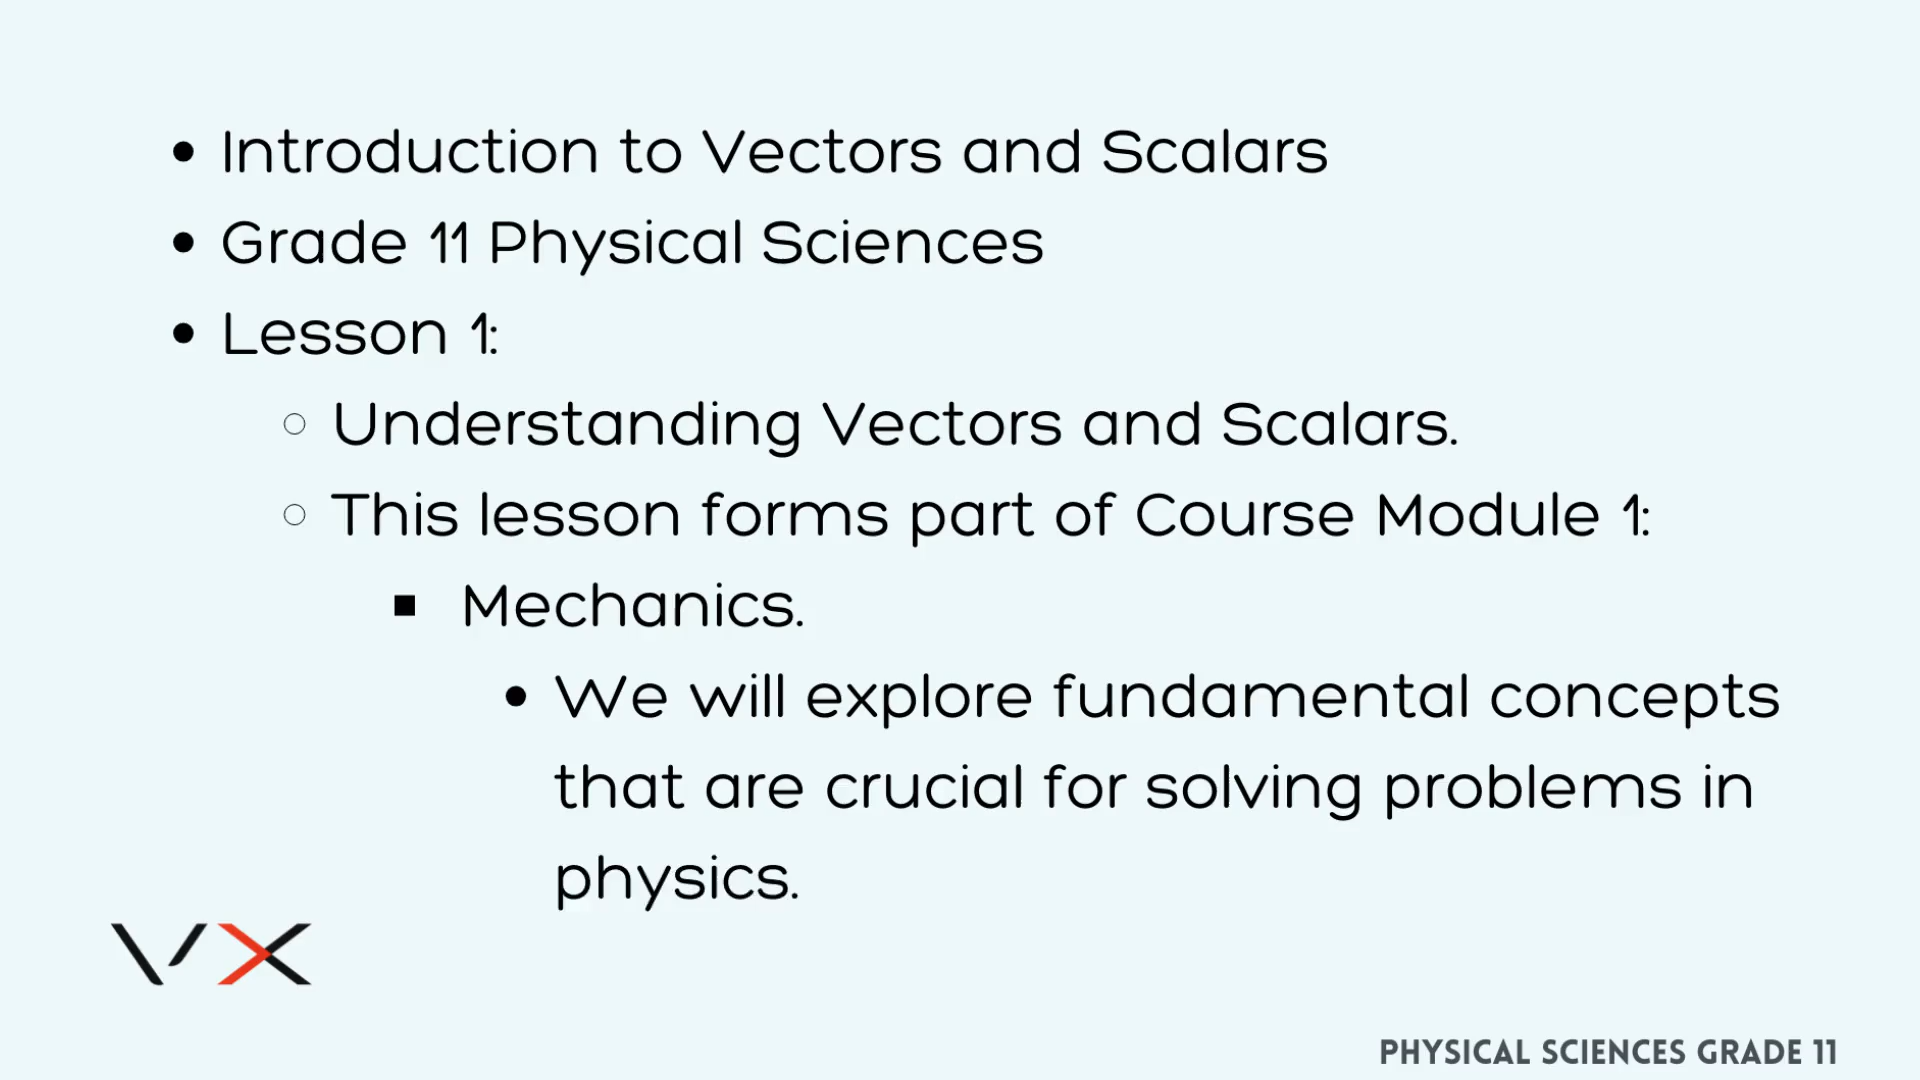 Introduction to Vectors and Scalars
Grade 11 Physical Sciences
Lesson 1:
Understanding Vectors and Scalars.
This lesson forms part of Course Module 1:
Mechanics.
We will explore fundamental concepts
that are crucial for solving problems in
physics.
VX
PHYSICAL SCIENCES GRADE 11